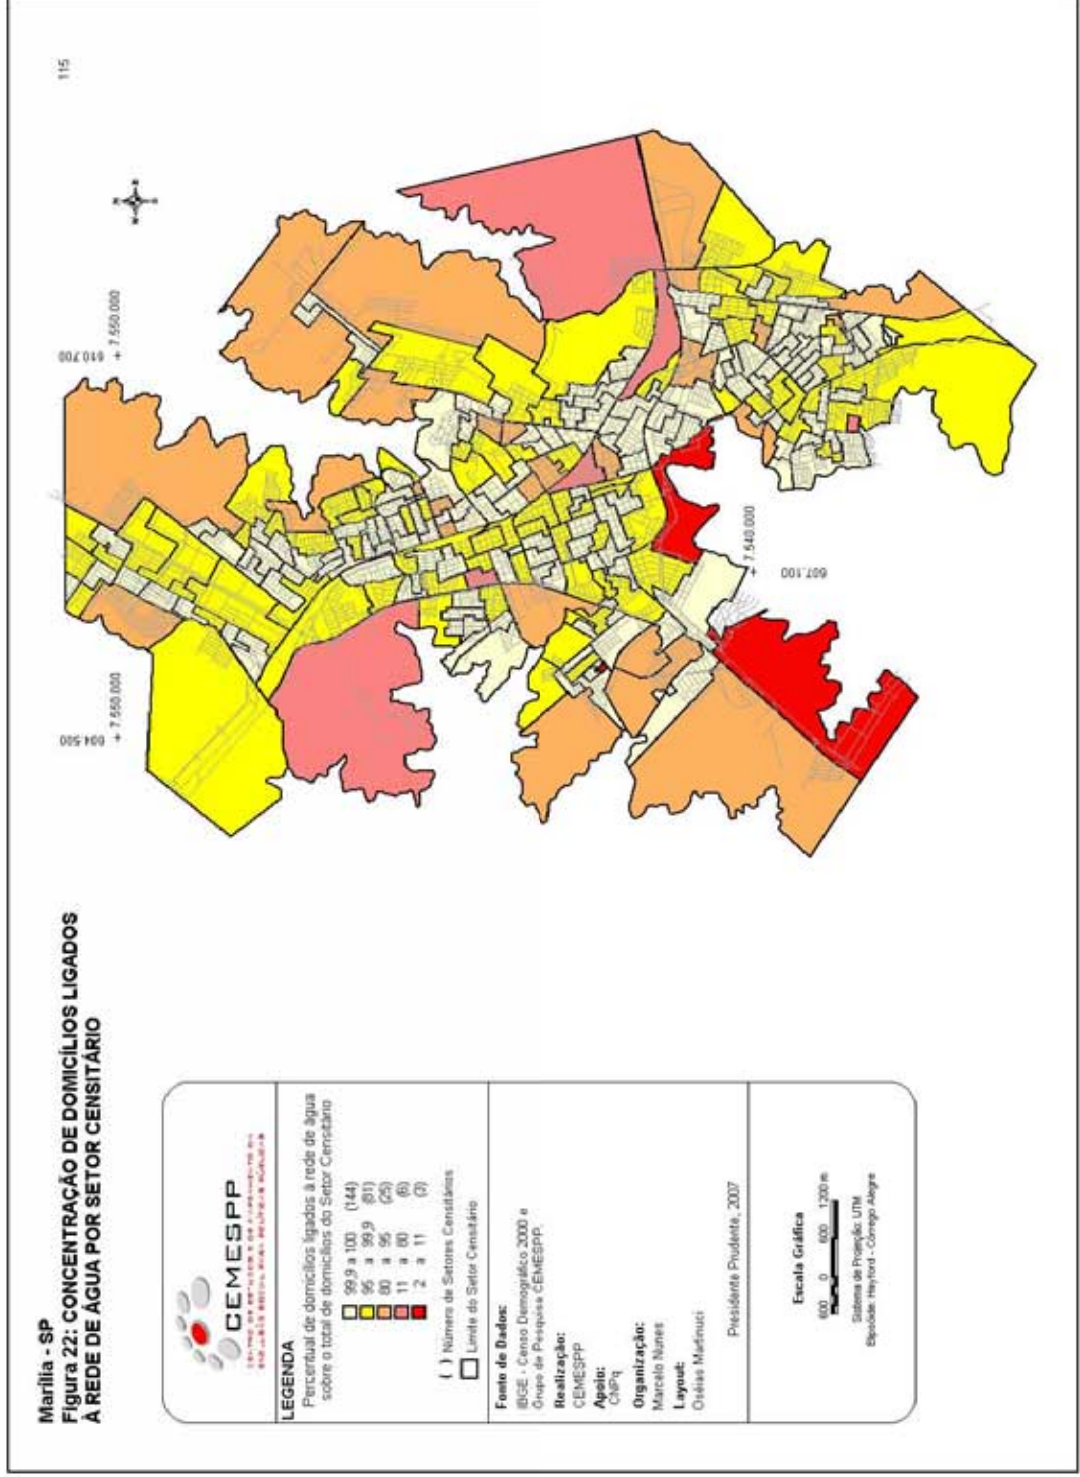 115
Marília - SP
Figura 22: CONCENTRAÇÃO DE DOMICÍLIOS LIGADOS
À REDE DE ÁGUA POR SETOR CENSITÁRIO
604.500
+ 7.550.000
610.700
+ 7.550.000
N
+ 7.540.000
607.100
CEMESPP
LEGENDA
Percentual de domicílios ligados à rede de água
sobre o total de domicílios do Setor Censitário
99,9 a 100 (144)
95 a 99,9 (81)
80 a 95 (25)
11 a 80 (6)
2 a 11 (3)
( ) Número de Setores Censitários
Limite do Setor Censitário
Fonte de Dados:
IBGE - Censo Demográfico 2000 e
Grupo de Pesquisa CEMESPP.
Realização:
CEMESPP
Apoio:
CNPq
Organização:
Marcelo Nunes
Layout:
Oséias Martinuci
Presidente Prudente, 2007
Escala Gráfica
600 0 600 1200 m
Sistema de Projeção: UTM
Elipsóide: Hayford - Córrego Alegre